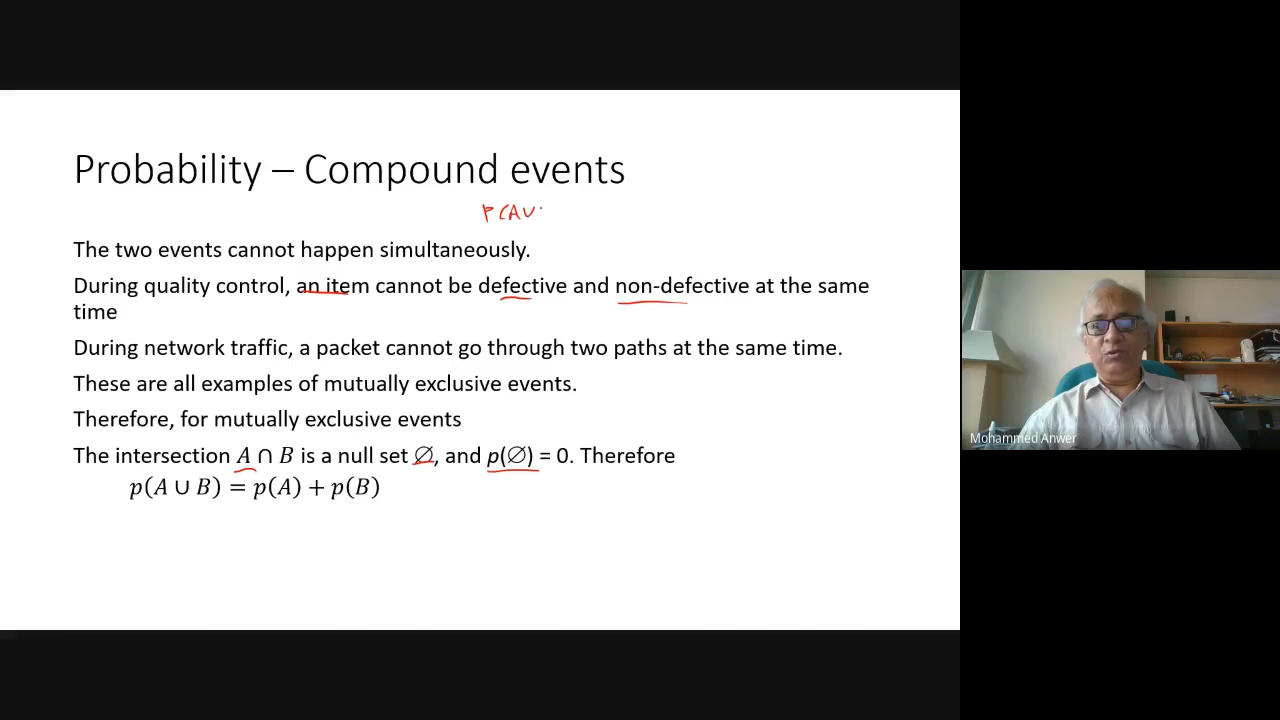 Probability – Compound events
p(AU
The two events cannot happen simultaneously.
During quality control, an item cannot be defective and non-defective at the same
time
During network traffic, a packet cannot go through two paths at the same time.
These are all examples of mutually exclusive events.
Therefore, for mutually exclusive events
The intersection A ∩ B is a null set ∅, and p(∅) = 0. Therefore
p(A ∪ B) = p(A) + p(B)
Mohammed Anwer